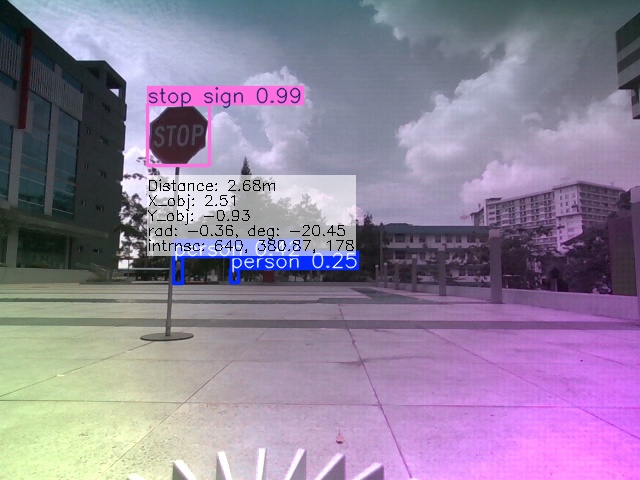 stop sign 0.99
STOP
Distance: 2.68m
X_obj: 2.51
Y_obj: -0.93
rad: -0.36, deg: -20.45
intrnsc: 640, 380.87, 178
person 0.25